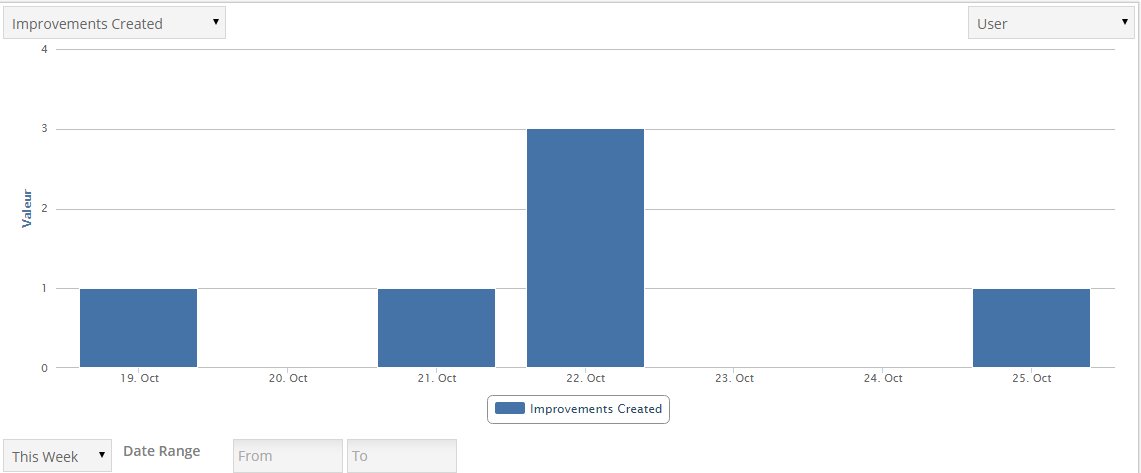 Improvements Created
User
4
3
2
1
0
Valeur
19. Oct 20. Oct 21. Oct 22. Oct 23. Oct 24. Oct 25. Oct
Improvements Created
This Week Date Range From To